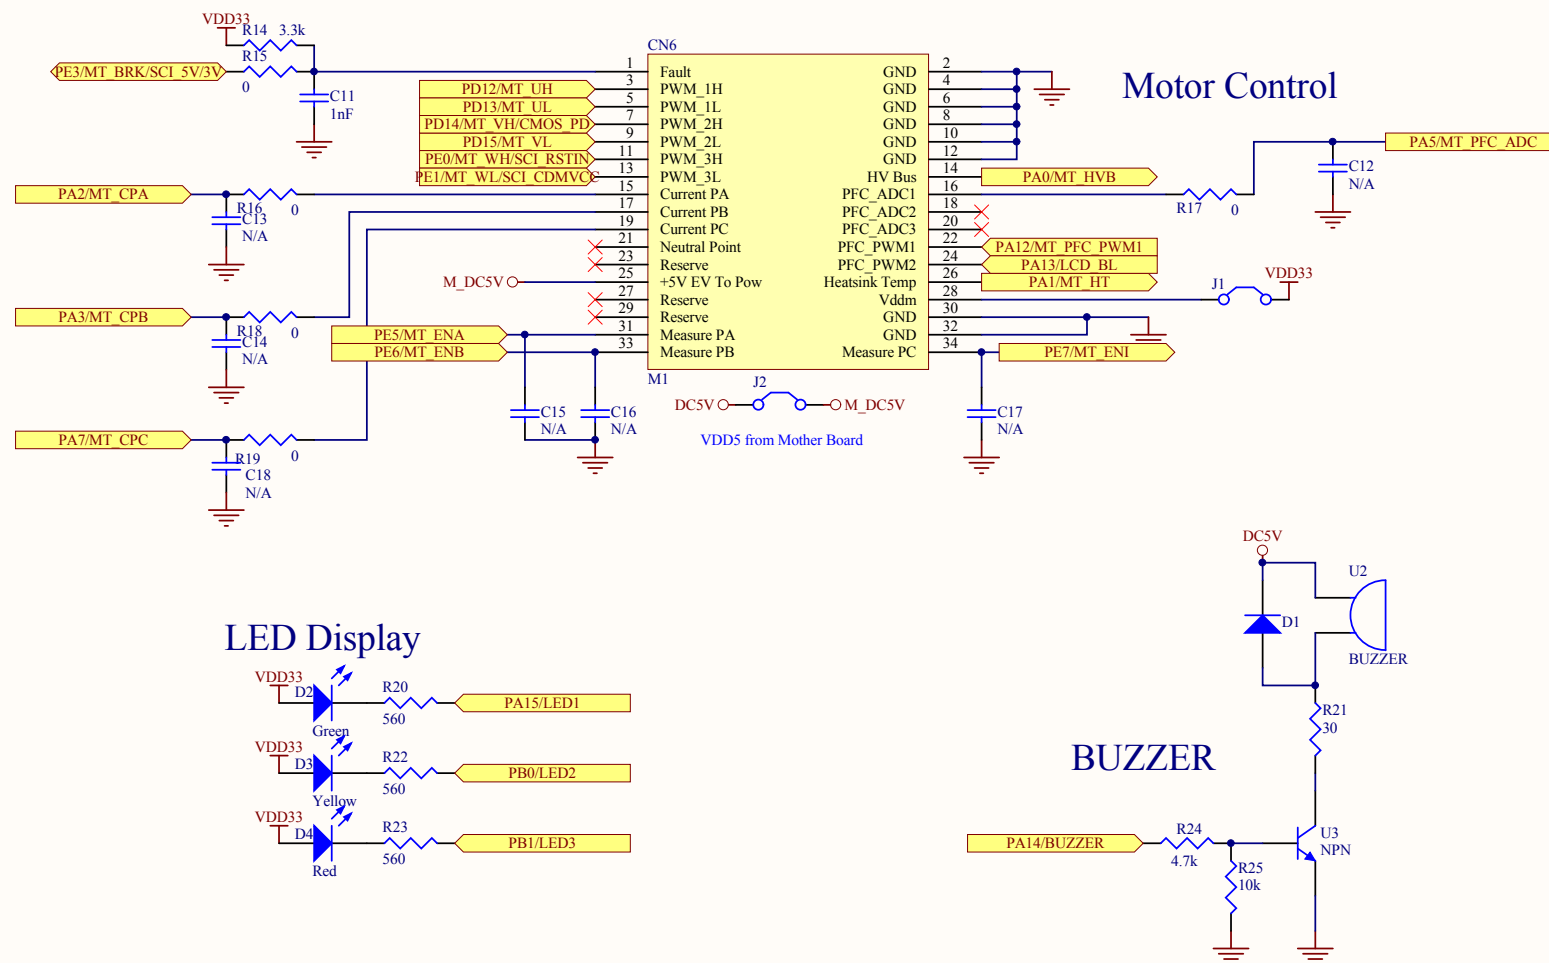 VDD33
R14 3.3k
R15
PE3/MT_BRK/SCI_5V/3V
0
C11
1nF
CN6
Motor Control
1 Fault GND 2
PD12/MT_UH 3 PWM_1H GND 4
PD13/MT_UL 5 PWM_1L GND 6
PD14/MT_VH/CMOS_PD 7 PWM_2H GND 8
PD15/MT_VL 9 PWM_2L GND 10
PE0/MT_WH/SCI_RSTIN 11 PWM_3H GND 12
PE1/MT_WL/SCI_CDMVCC 13 PWM_3L HV Bus 14 PA0/MT_HVB
15 Current PA PFC_ADC1 16
17 Current PB PFC_ADC2 18
19 Current PC PFC_ADC3 20
21 Neutral Point PFC_PWM1 22 PA12/MT_PFC_PWM1
23 Reserve PFC_PWM2 24 PA13/LCD_BL
M_DC5V 25 +5V EV To Pow Heatsink Temp 26 PA1/MT_HT
27 Reserve Vddm 28
29 Reserve GND 30
PE5/MT_ENA 31 Measure PA GND 32
PE6/MT_ENB 33 Measure PB Measure PC 34 PE7/MT_ENI
M1
PA5/MT_PFC_ADC
C12
N/A
R17 0
J1 VDD33
PA2/MT_CPA
R16 0
C13
N/A
PA3/MT_CPB
R18 0
C14
N/A
PA7/MT_CPC
R19 0
C18
N/A
C15
N/A
C16
N/A
J2
DC5V M_DC5V
VDD5 from Mother Board
C17
N/A
LED Display
VDD33
D2 R20 PA15/LED1
560
Green
VDD33
D3 R22 PB0/LED2
560
Yellow
VDD33
D4 R23 PB1/LED3
560
Red
DC5V
U2
D1
BUZZER
R21
30
BUZZER
PA14/BUZZER
R24
4.7k
U3
NPN
R25
10k